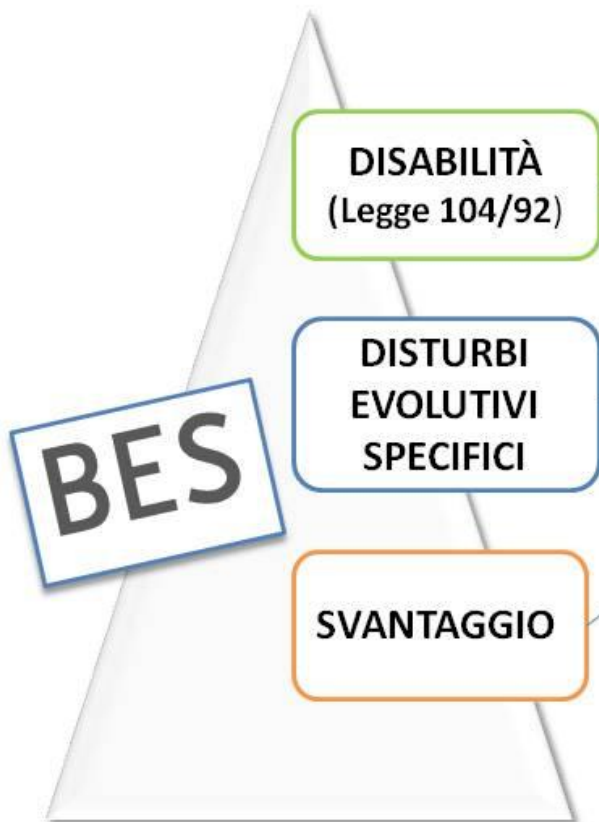 DISABILITÀ
(Legge 104/92)
DISTURBI
EVOLUTIVI
SPECIFICI
BES
SVANTAGGIO